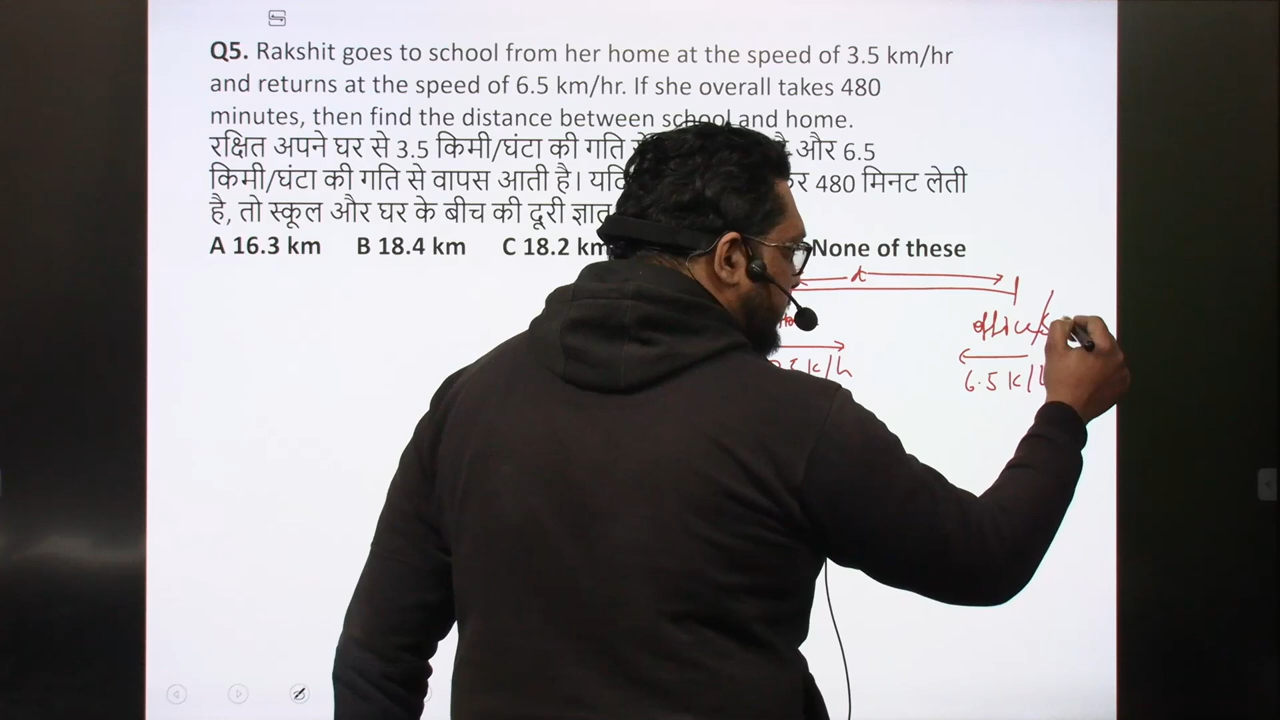 Q5. Rakshit goes to school from her home at the speed of 3.5 km/hr
and returns at the speed of 6.5 km/hr. If she overall takes 480
minutes, then find the distance between school and home.
रक्षित अपने घर से 3.5 किमी/घंटा की गति और 6.5
किमी/घंटा की गति से वापस आती है। यदि 480 मिनट लेती
है, तो स्कूल और घर के बीच की दूरी ज्ञात
A 16.3 km B 18.4 km C 18.2 km None of these
office/
k/h 6.5 k/